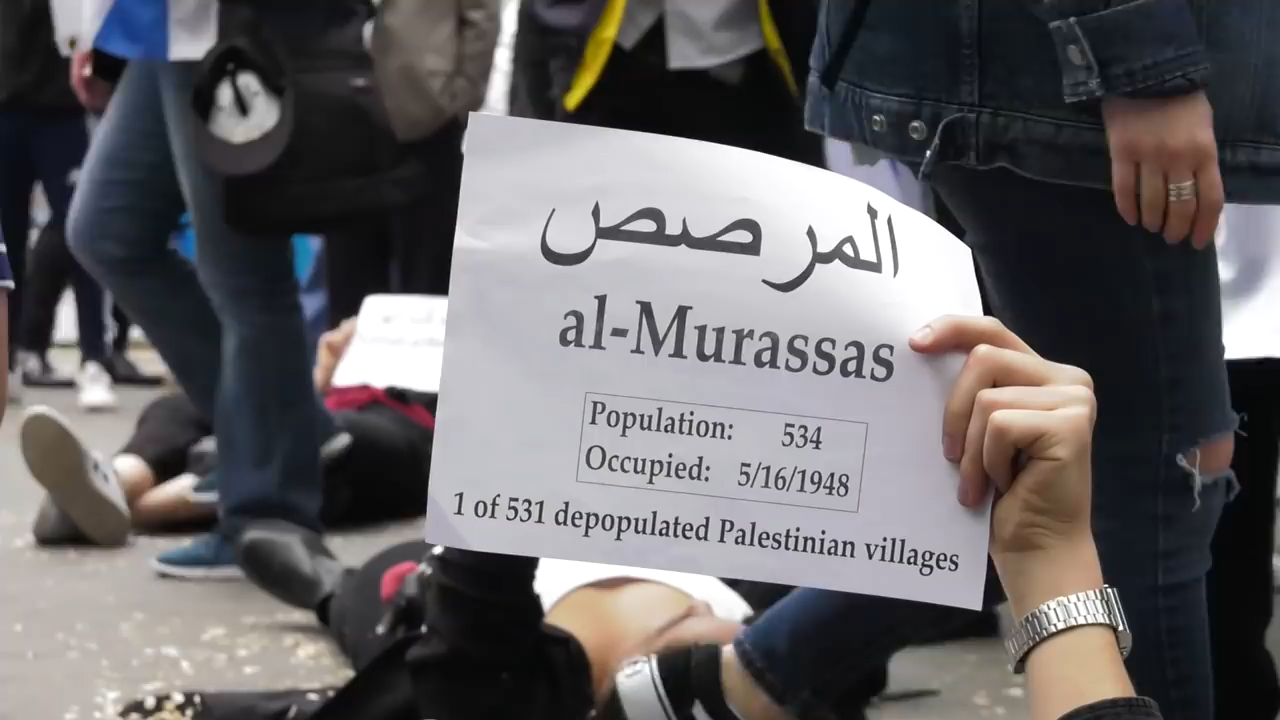 المرصص
al-Murassas
Population: 534
Occupied: 5/16/1948
1 of 531 depopulated Palestinian villages